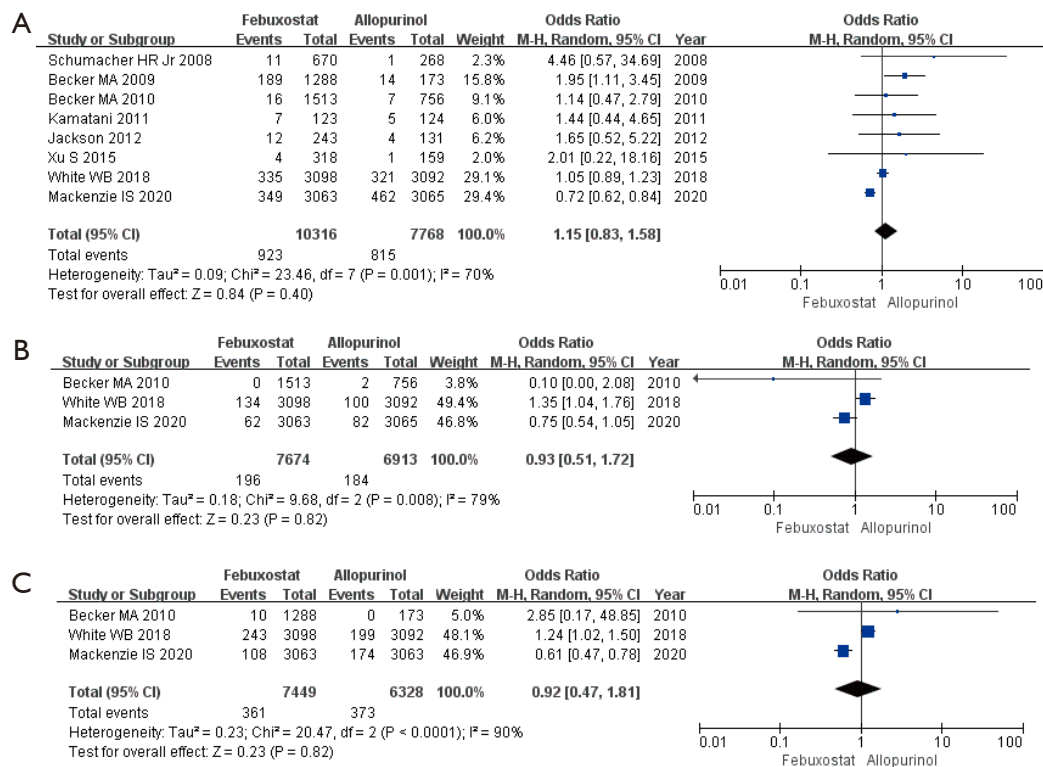 A
Febuxostat Allopurinol Odds Ratio Odds Ratio
Study or Subgroup Events Total Events Total Weight M-H, Random, 95% CI Year M-H, Random, 95% CI
Schumacher HR Jr 2008 11 670 1 268 2.3% 4.46 [0.57, 34.69] 2008
Becker MA 2009 189 1288 14 173 15.8% 1.95 [1.11, 3.45] 2009
Becker MA 2010 16 1513 7 756 9.1% 1.14 [0.47, 2.79] 2010
Kamatani 2011 7 123 5 124 6.0% 1.44 [0.44, 4.65] 2011
Jackson 2012 12 243 4 131 6.2% 1.65 [0.52, 5.22] 2012
Xu S 2015 4 318 1 159 2.0% 2.01 [0.22, 18.16] 2015
White WB 2018 335 3098 321 3092 29.1% 1.05 [0.89, 1.23] 2018
Mackenzie IS 2020 349 3063 462 3065 29.4% 0.72 [0.62, 0.84] 2020
Total (95% CI) 10316 7768 100.0% 1.15 [0.83, 1.58]
Total events 923 815
Heterogeneity: Tau² = 0.09; Chi² = 23.46, df = 7 (P = 0.001); I² = 70%
Test for overall effect: Z = 0.84 (P = 0.40)
0.01 0.1 1 10 100
Febuxostat Allopurinol
B
Febuxostat Allopurinol Odds Ratio Odds Ratio
Study or Subgroup Events Total Events Total Weight M-H, Random, 95% CI Year M-H, Random, 95% CI
Becker MA 2010 0 1513 2 756 3.8% 0.10 [0.00, 2.08] 2010
White WB 2018 134 3098 100 3092 49.4% 1.35 [1.04, 1.76] 2018
Mackenzie IS 2020 62 3063 82 3065 46.8% 0.75 [0.54, 1.05] 2020
Total (95% CI) 7674 6913 100.0% 0.93 [0.51, 1.72]
Total events 196 184
Heterogeneity: Tau² = 0.18; Chi² = 9.68, df = 2 (P = 0.008); I² = 79%
Test for overall effect: Z = 0.23 (P = 0.82)
0.01 0.1 1 10 100
Febuxostat Allopurinol
C
Febuxostat Allopurinol Odds Ratio Odds Ratio
Study or Subgroup Events Total Events Total Weight M-H, Random, 95% CI Year M-H, Random, 95% CI
Becker MA 2010 10 1288 0 173 5.0% 2.85 [0.17, 48.85] 2010
White WB 2018 243 3098 199 3092 48.1% 1.24 [1.02, 1.50] 2018
Mackenzie IS 2020 108 3063 174 3063 46.9% 0.61 [0.47, 0.78] 2020
Total (95% CI) 7449 6328 100.0% 0.92 [0.47, 1.81]
Total events 361 373
Heterogeneity: Tau² = 0.23; Chi² = 20.47, df = 2 (P < 0.0001); I² = 90%
Test for overall effect: Z = 0.23 (P = 0.82)
0.01 0.1 1 10 100
Febuxostat Allopurinol